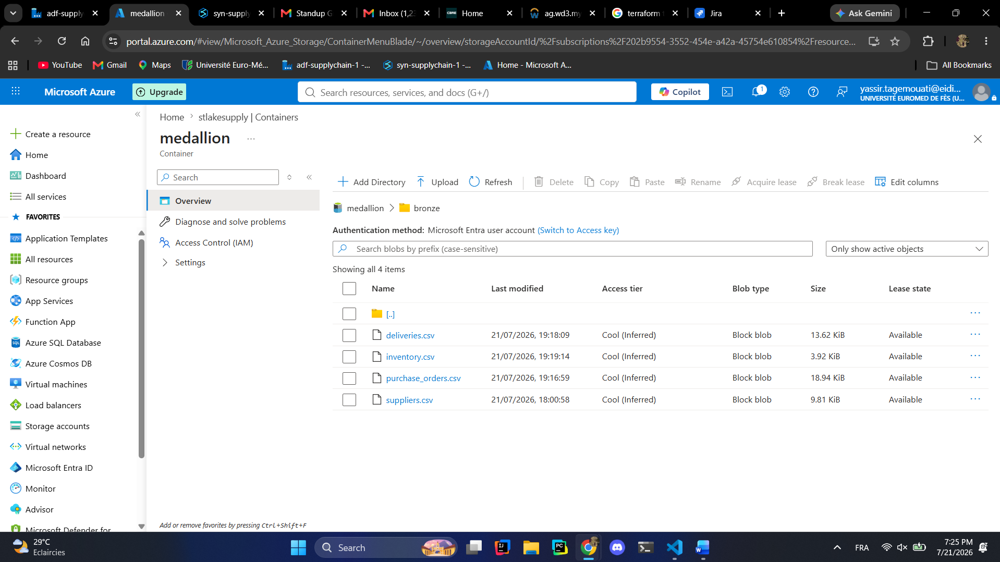 adf-supply
medallion
syn-supply
Standup G
Inbox (1,23
Home
ag.wd3.my
terraform
Jira
Ask Gemini
portal.azure.com/#view/Microsoft_Azure_Storage/ContainerMenuBlade/~/overview/storageAccountId/%2Fsubscriptions%2F202b9554-3552-454e-a42a-45754e610854%2Fresource...
YouTube
Gmail
Maps
Université Euro-Mé...
adf-supplychain-1 -...
syn-supplychain-1 -...
Home - Microsoft A...
All Bookmarks
Microsoft Azure
Upgrade
Search resources, services, and docs (G+/)
Copilot
1
yassir.tagemouati@eidi...
UNIVERSITÉ EUROMED DE FÈS (U...
Create a resource
Home
Dashboard
All services
FAVORITES
Application Templates
All resources
Resource groups
App Services
Function App
Azure SQL Database
Azure Cosmos DB
Virtual machines
Load balancers
Storage accounts
Virtual networks
Microsoft Entra ID
Monitor
Advisor
Microsoft Defender for
Home > stlakesupply | Containers
medallion ...
Container
Search
Overview
Diagnose and solve problems
Access Control (IAM)
Settings
Add or remove favorites by pressing Ctrl+Shift+F
Add Directory Upload Refresh Delete Copy Paste Rename Acquire lease Break lease Edit columns
medallion > bronze
Authentication method: Microsoft Entra user account (Switch to Access key)
Search blobs by prefix (case-sensitive)
Only show active objects
Showing all 4 items
Name Last modified Access tier Blob type Size Lease state
[..] ...
deliveries.csv 21/07/2026, 19:18:09 Cool (Inferred) Block blob 13.62 KiB Available ...
inventory.csv 21/07/2026, 19:19:14 Cool (Inferred) Block blob 3.92 KiB Available ...
purchase_orders.csv 21/07/2026, 19:16:59 Cool (Inferred) Block blob 18.94 KiB Available ...
suppliers.csv 21/07/2026, 18:00:58 Cool (Inferred) Block blob 9.81 KiB Available ...
29°C
Eclaircies
Search
FRA
7:25 PM
7/21/2026